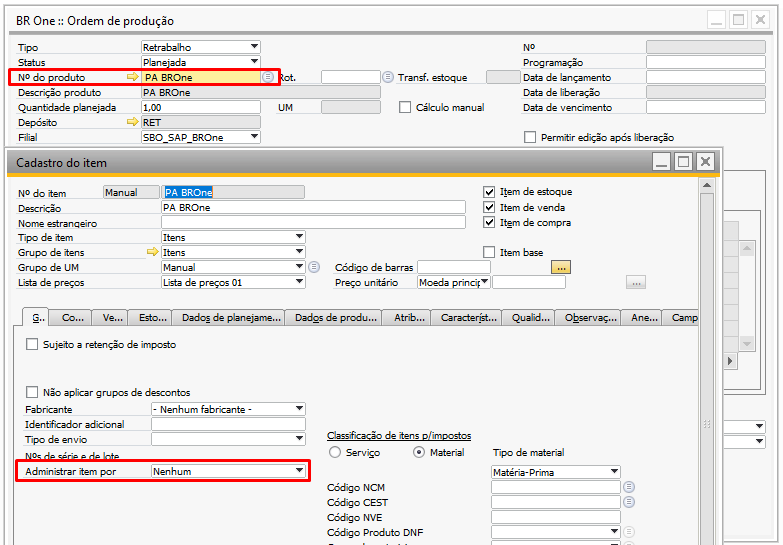 BR One :: Ordem de produção
Tipo Retrabalho Nº
Status Planejada Programação
Nº do produto PA BROne Rot. Transf. estoque Data de lançamento
Descrição produto PA BROne Data de liberação
Quantidade planejada 1,00 UM Cálculo manual Data de vencimento
Depósito RET
Filial SBO_SAP_BROne Permitir edição após liberação
Cadastro do item
Nº do item Manual PA BROne Item de estoque
Descrição PA BROne Item de venda
Nome estrangeiro Item de compra
Tipo de item Itens
Grupo de itens Itens Item base
Grupo de UM Manual Código de barras ...
Lista de preços Lista de preços 01 Preço unitário Moeda princip ...
G.. Co... Ve... Esto... Dados de planejame... Dados de produ... Atrib... Característ... Qualid... Observaç... Ane... Camp
Sujeito a retenção de imposto
Não aplicar grupos de descontos
Fabricante - Nenhum fabricante -
Identificador adicional
Tipo de envio Classificação de itens p/impostos
Nºs de série e de lote Serviço Material Tipo de material
Administrar item por Nenhum Matéria-Prima
Código NCM
Código CEST
Código NVE
Código Produto DNF